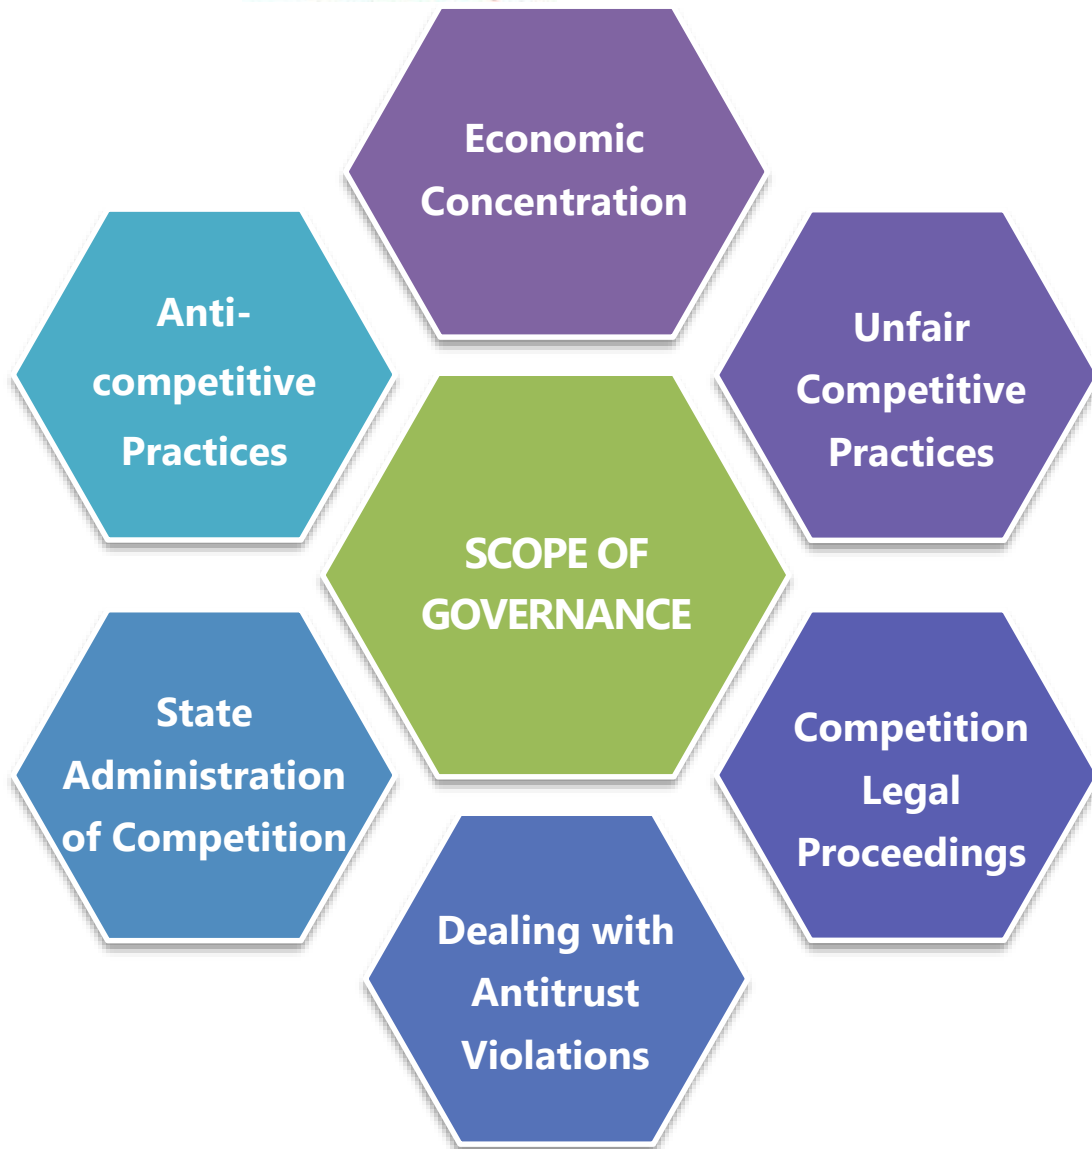 Economic
Concentration
Anti-
competitive
Practices
Unfair
Competitive
Practices
SCOPE OF
GOVERNANCE
State
Administration
of Competition
Competition
Legal
Proceedings
Dealing with
Antitrust
Violations